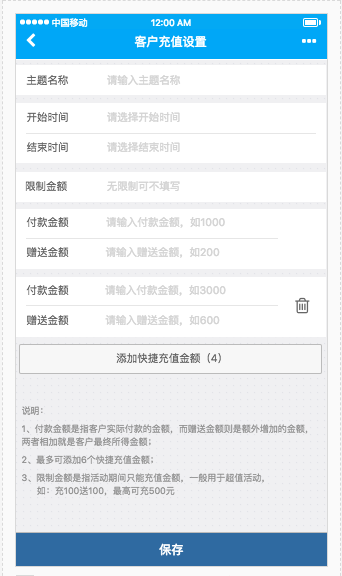 中国移动 12:00 AM
客户充值设置
主题名称 请输入主题名称
开始时间 请选择开始时间
结束时间 请选择结束时间
限制金额 无限制可不填写
付款金额 请输入付款金额，如1000
赠送金额 请输入赠送金额，如200
付款金额 请输入付款金额，如3000
赠送金额 请输入赠送金额，如600
添加快捷充值金额（4）
说明：
1、付款金额是指客户实际付款的金额，而赠送金额则是额外增加的金额，
两者相加就是客户最终所得金额；
2、最多可添加6个快捷充值金额；
3、限制金额是指活动期间只能充值金额，一般用于超值活动，
如：充100送100，最高可充500元
保存